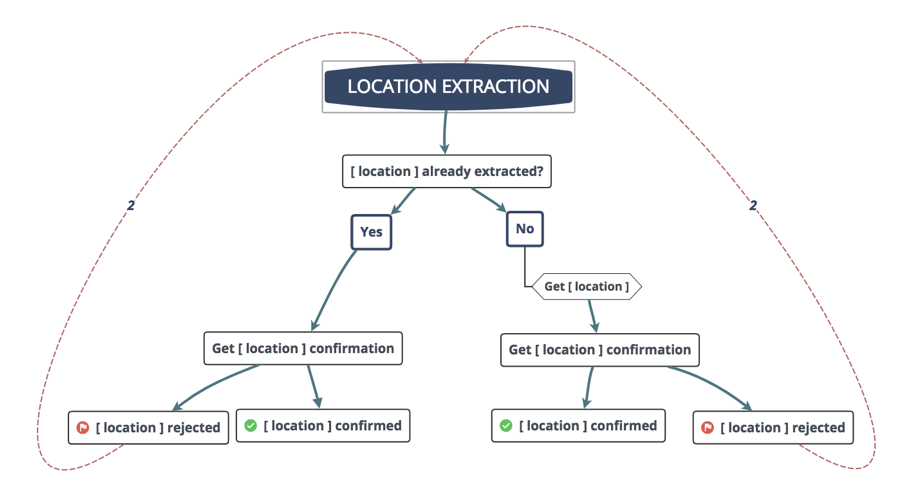 LOCATION EXTRACTION
[ location ] already extracted?
2
2
Yes
No
Get [ location ]
Get [ location ] confirmation
Get [ location ] confirmation
[ location ] rejected
[ location ] confirmed
[ location ] confirmed
[ location ] rejected